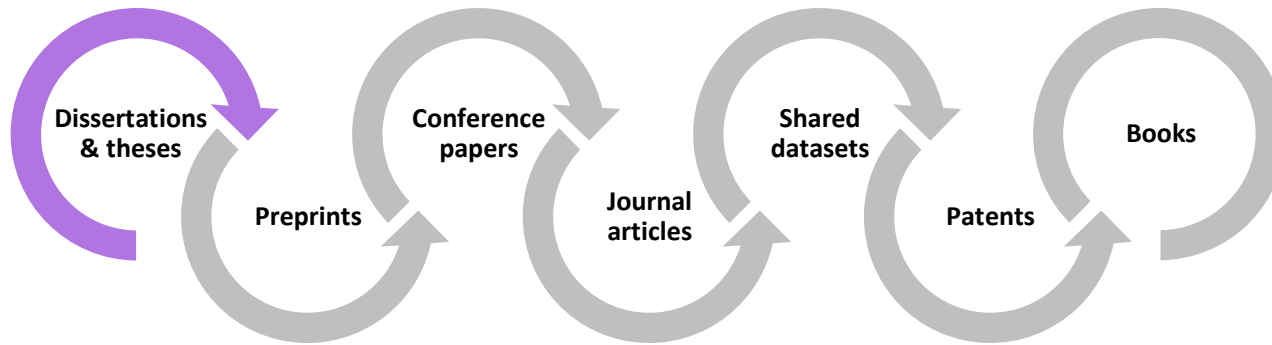 Dissertations
& theses
Preprints
Conference
papers
Journal
articles
Shared
datasets
Patents
Books